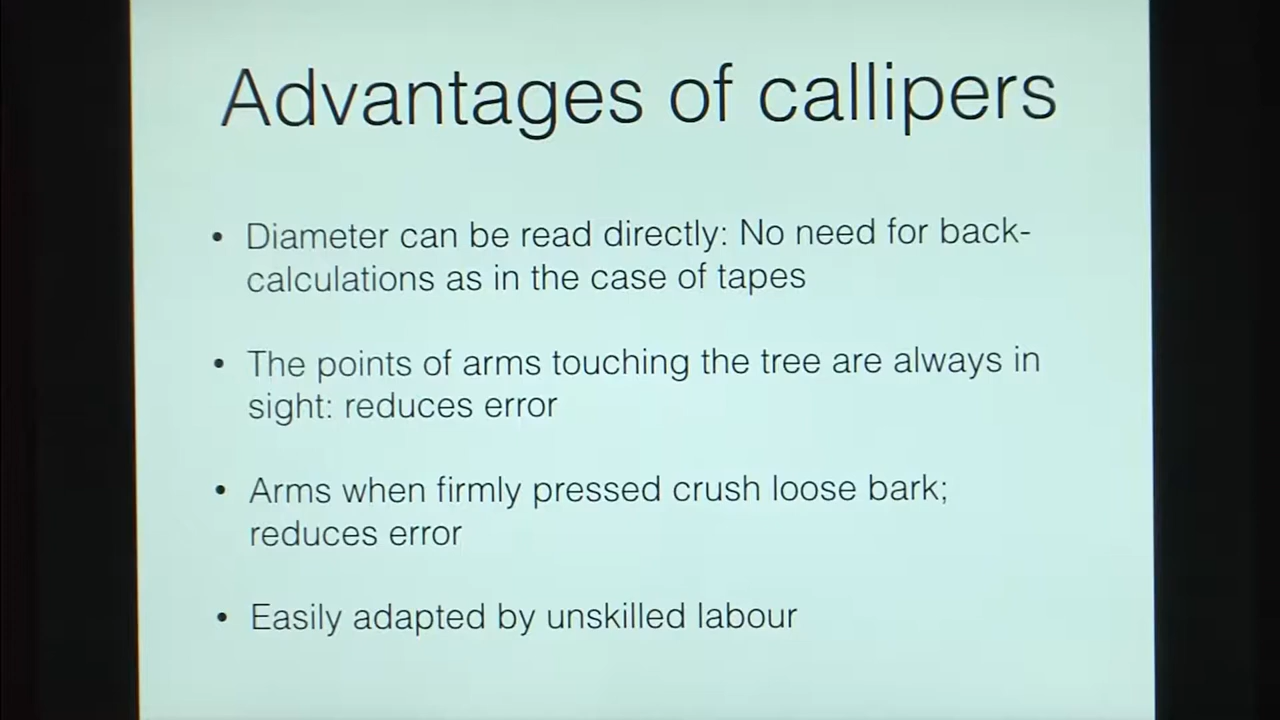 Advantages of callipers
• Diameter can be read directly: No need for back-
calculations as in the case of tapes
• The points of arms touching the tree are always in
sight: reduces error
• Arms when firmly pressed crush loose bark;
reduces error
• Easily adapted by unskilled labour